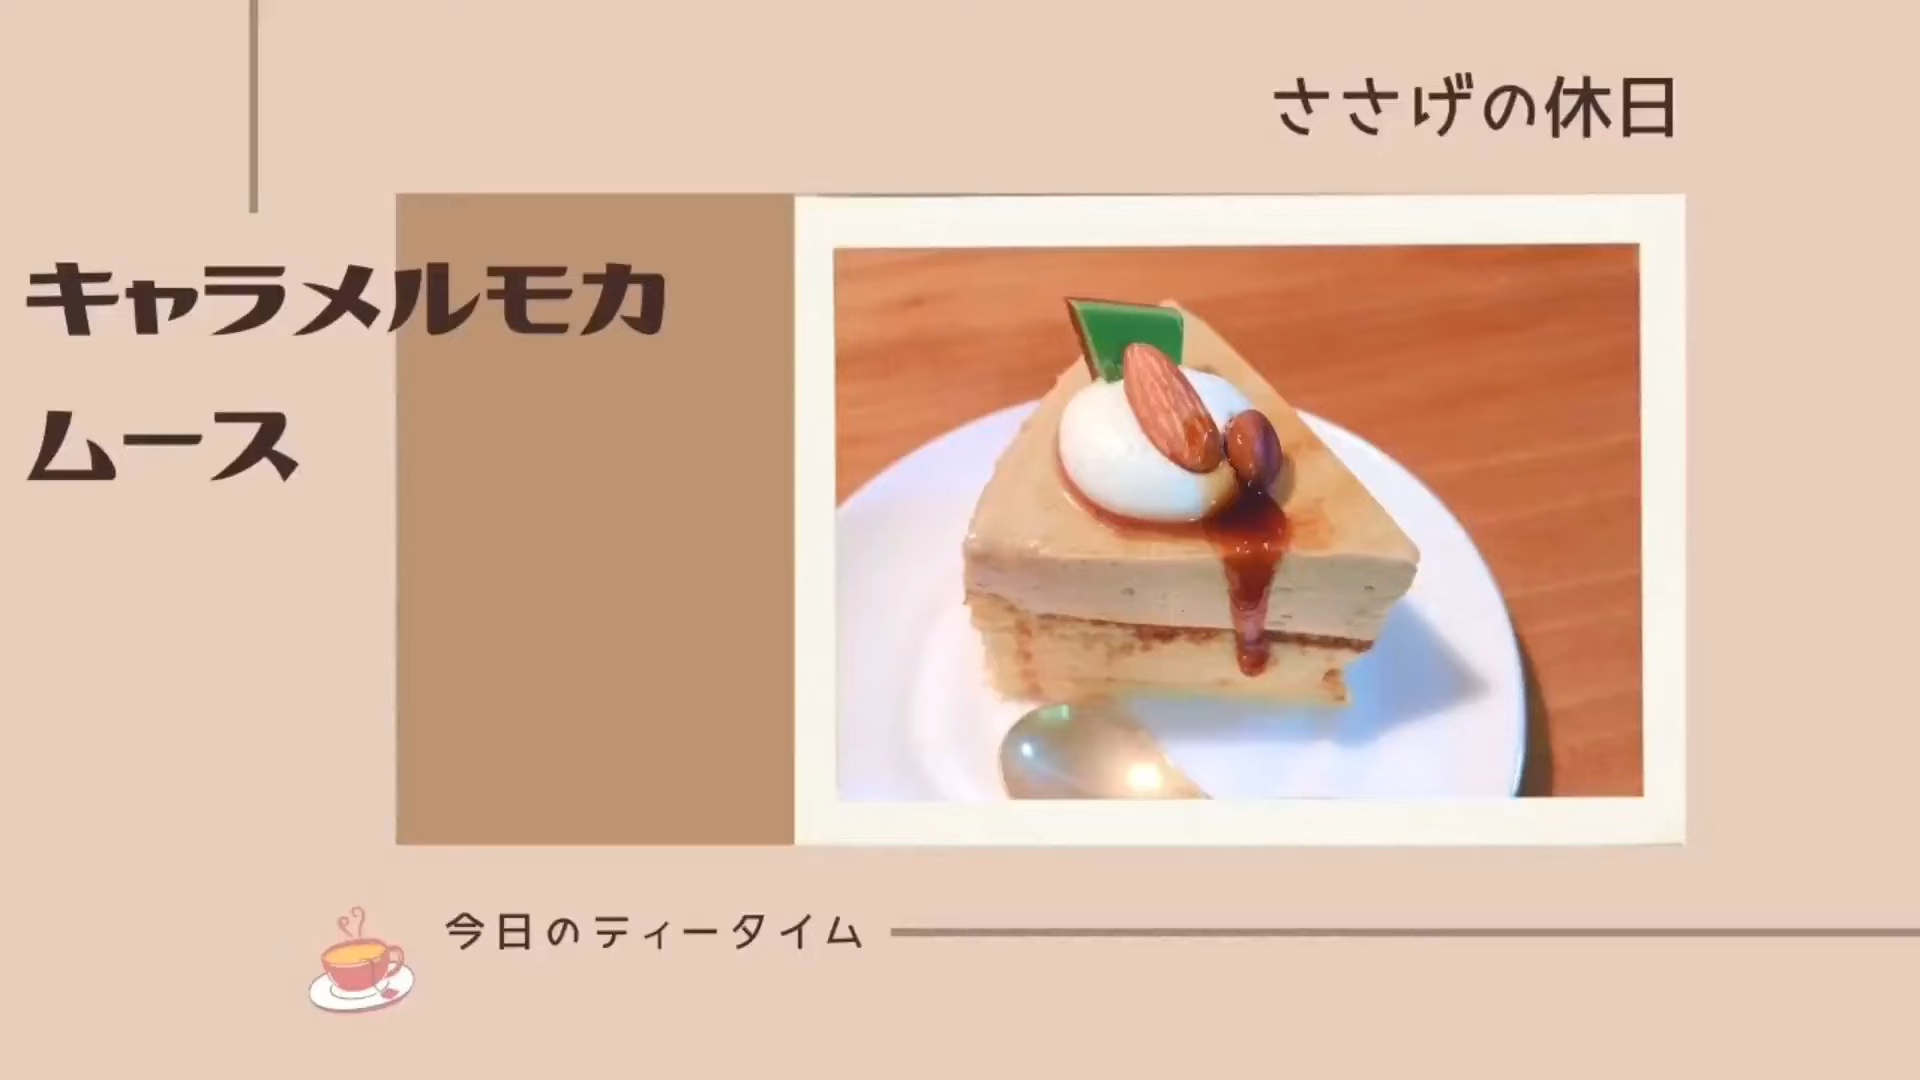 ささげの休日
キャラメルモカ
ムース
今日のティータイム